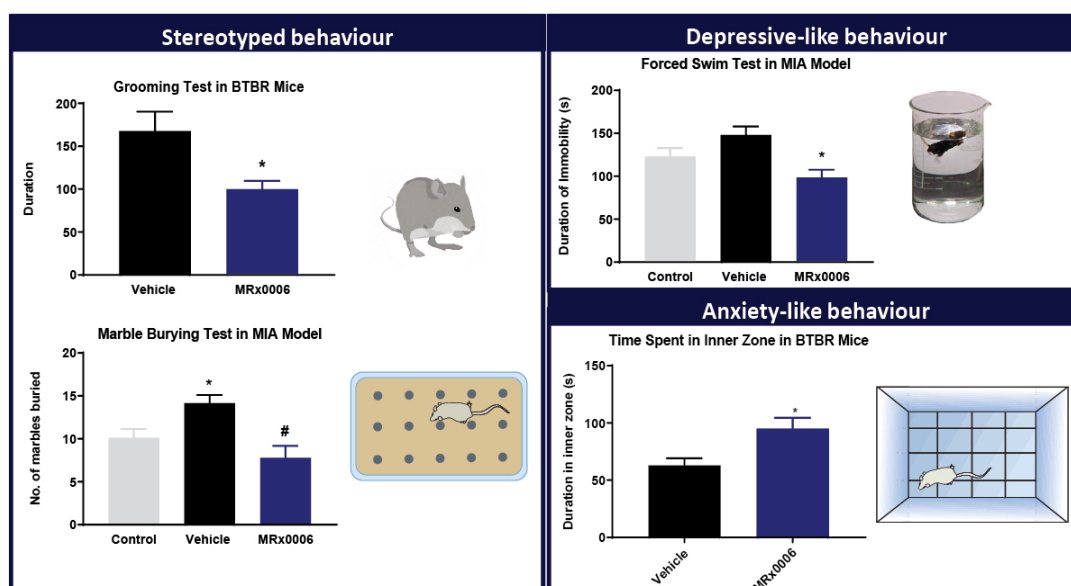 Stereotyped behaviour
Grooming Test in BTBR Mice
Duration
200
150
100
50
0
Vehicle
MRx0006
*
Marble Burying Test in MIA Model
No. of marbles buried
20
15
10
5
0
Control
Vehicle
MRx0006
*
#
Depressive-like behaviour
Forced Swim Test in MIA Model
Duration of Immobility (s)
200
150
100
50
0
Control
Vehicle
MRx0006
*
Anxiety-like behaviour
Time Spent in Inner Zone in BTBR Mice
Duration in inner zone (s)
150
100
50
0
Vehicle
MRx0006
*